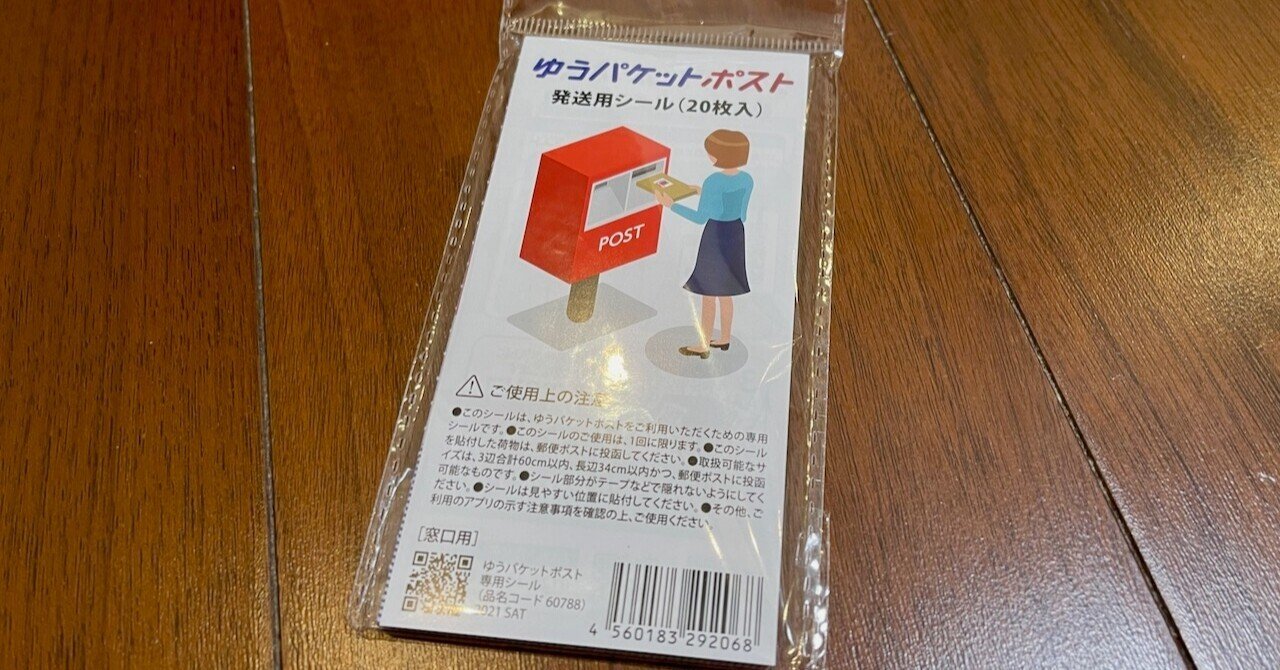 ゆうパケットポスト
発送用シール（20枚入）
POST
ご使用上の注意
●このシールは、ゆうパケットポストをご利用いただくための専用
シールです。●このシールのご使用は、1回に限ります。●このシール
を貼付した荷物は、郵便ポストに投函してください。●取扱可能なサ
イズは、3辺合計60cm以内、長辺34cm以内かつ、郵便ポストに投函
可能なものです。●シール部分がテープなどで隠れないようにしてく
ださい。●シールは見やすい位置に貼付してください。●その他、ご
利用のアプリの示す注意事項を確認の上、ご使用ください。
［窓口用］
ゆうパケットポスト
専用シール
（品名コード 60788）
2021 SAT
4 560183 292068